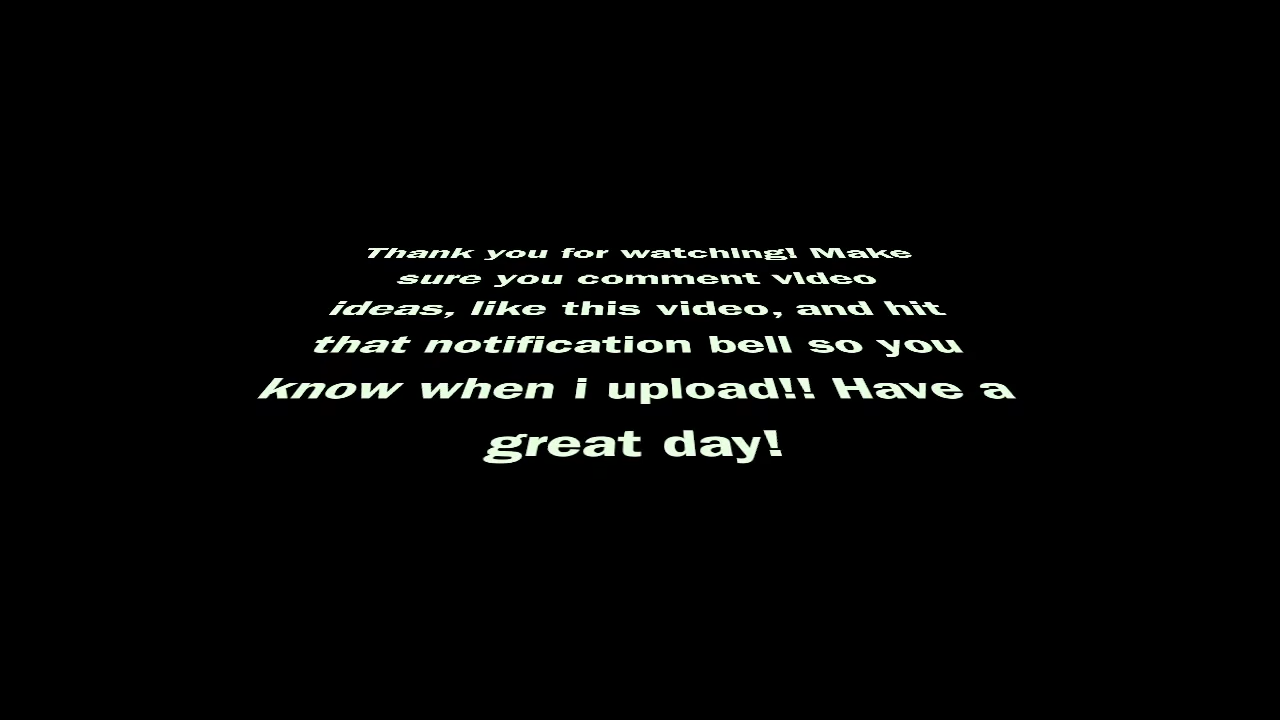 Thank you for watching! Make
sure you comment video
ideas, like this video, and hit
that notification bell so you
know when i upload!! Have a
great day!